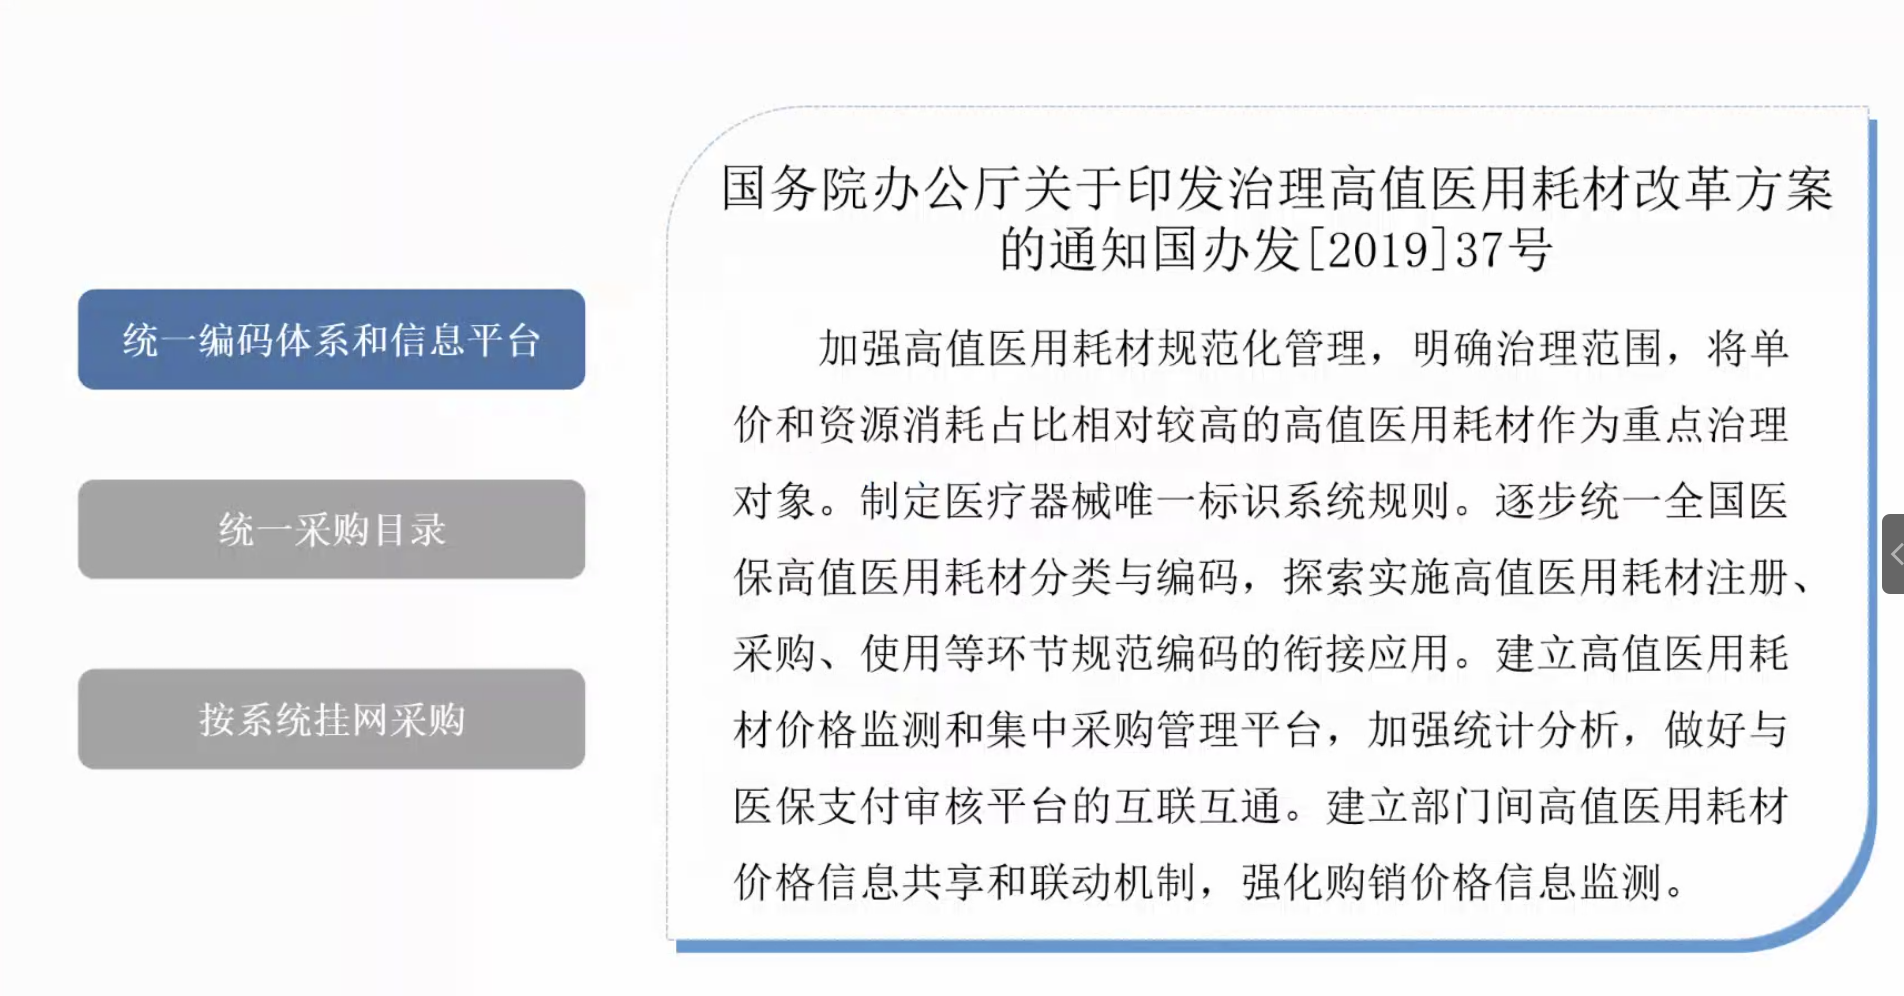 统一编码体系和信息平台
统一采购目录
按系统挂网采购
国务院办公厅关于印发治理高值医用耗材改革方案
的通知国办发[2019]37号
加强高值医用耗材规范化管理，明确治理范围，将单
价和资源消耗占比相对较高的高值医用耗材作为重点治理
对象。制定医疗器械唯一标识系统规则。逐步统一全国医
保高值医用耗材分类与编码，探索实施高值医用耗材注册、
采购、使用等环节规范编码的衔接应用。建立高值医用耗
材价格监测和集中采购管理平台，加强统计分析，做好与
医保支付审核平台的互联互通。建立部门间高值医用耗材
价格信息共享和联动机制，强化购销价格信息监测。